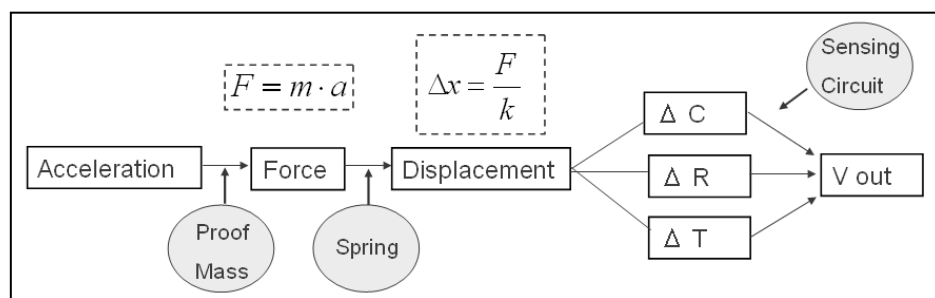 F = m · a
Δx = F / k
Sensing
Circuit
Acceleration
Force
Displacement
Δ C
Δ R
Δ T
V out
Proof
Mass
Spring